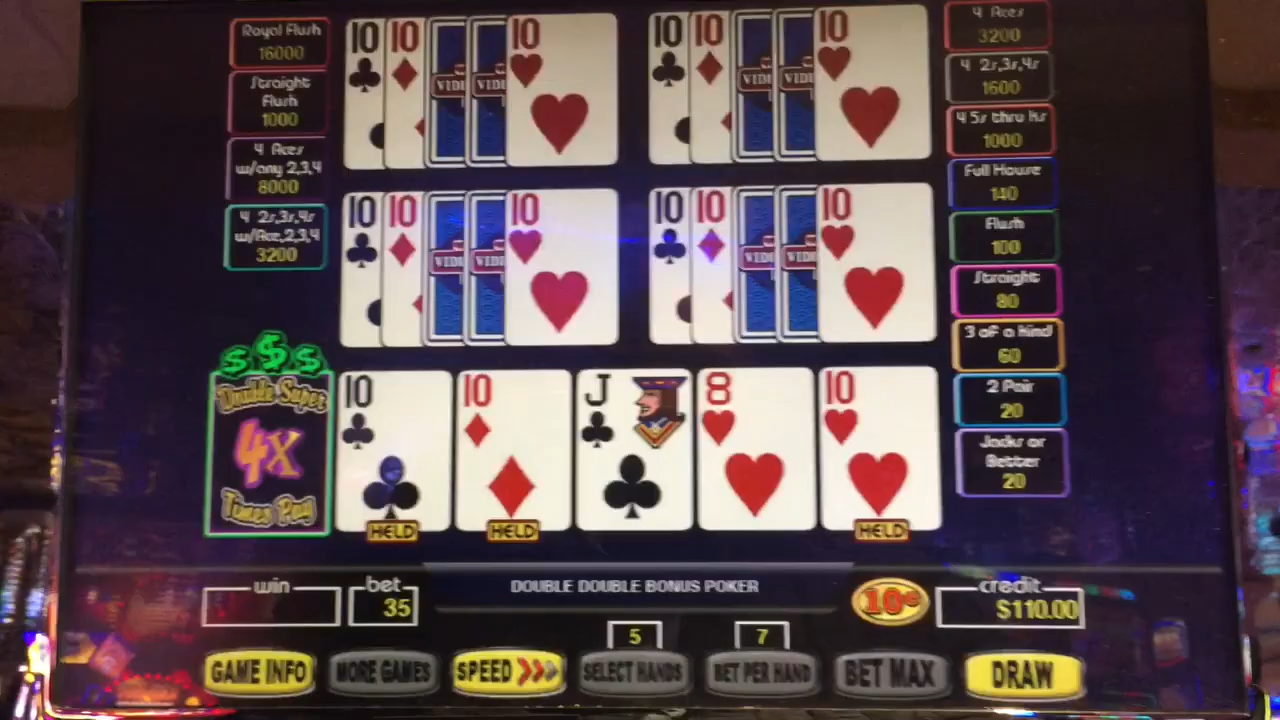 Royal Flush
16000
Straight
Flush
1000
4 Aces
w/any 2,3,4
8000
4 2s,3s,4s
w/Ace,2,3,4
3200
10 10 10
10 10 10
4 Aces
3200
4 2s,3s,4s
1600
4 5s thru Ks
1000
Full House
140
Flush
100
Straight
80
3 of a Kind
60
2 Pair
20
Jacks or
Better
20
10 10 10
10 10 10
$ $ $
Double Super
4X
Times Pay
10 10 J 8 10
HELD HELD HELD
win
bet
35
DOUBLE DOUBLE BONUS POKER
10¢
credit
$110.00
5
7
GAME INFO
MORE GAMES
SPEED
SELECT HANDS
BET PER HAND
BET MAX
DRAW